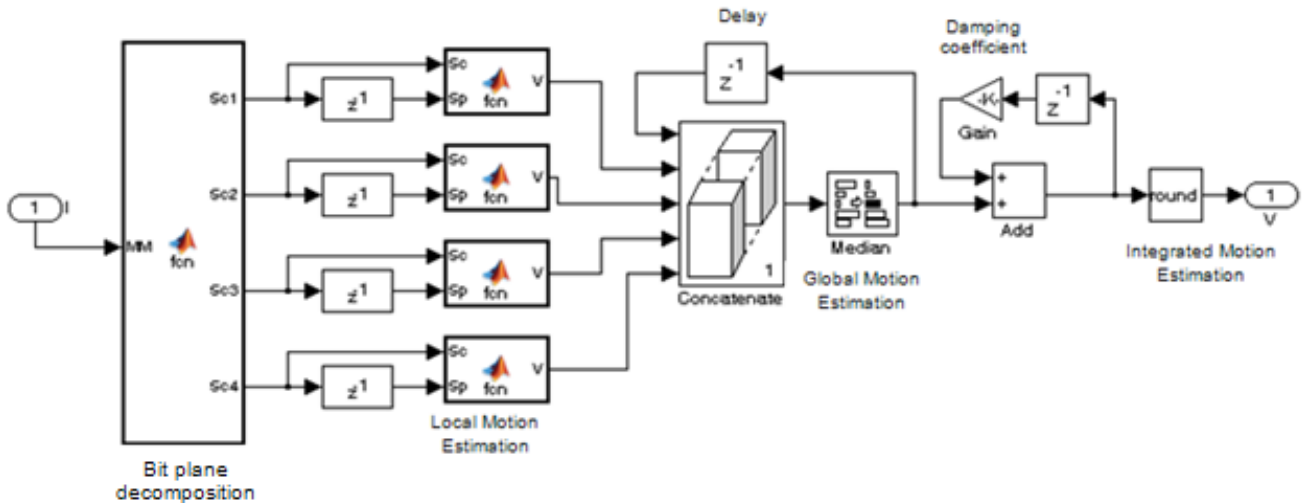 Delay
Damping
coefficient
Z^-1
-K-
Z^-1
Gain
Sc
Sp
fcn
V
Sc1
z^1
Sc
Sp
fcn
V
Sc2
z^1
1
I
MM
fcn
Median
Add
round
1
V
Global Motion
Estimation
Integrated Motion
Estimation
Sc
Sp
fcn
V
Sc3
z^1
1
Concatenate
Sc
Sp
fcn
V
Sc4
z^1
Local Motion
Estimation
Bit plane
decomposition